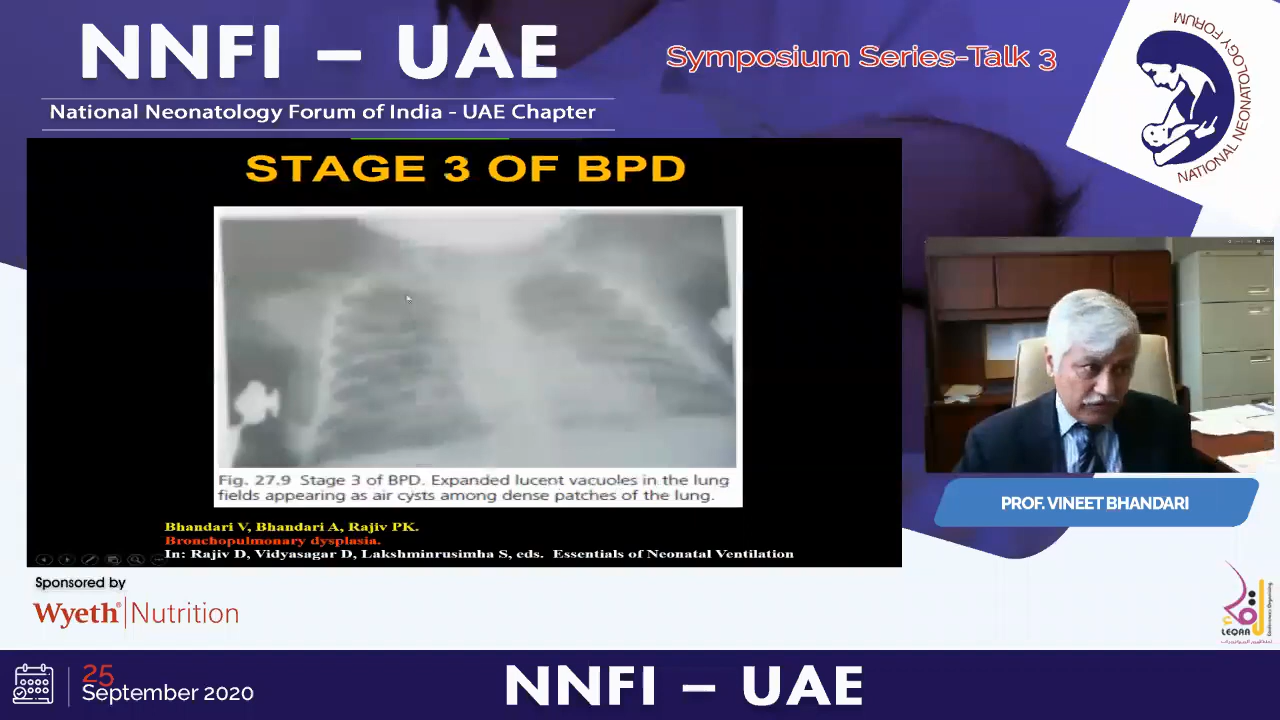 NNFI – UAE
National Neonatology Forum of India - UAE Chapter
Symposium Series-Talk 3
NATIONAL NEONATOLOGY FORUM
STAGE 3 OF BPD
Fig. 27.9 Stage 3 of BPD. Expanded lucent vacuoles in the lung
fields appearing as air cysts among dense patches of the lung.
Bhandari V, Bhandari A, Rajiv PK.
Bronchopulmonary dysplasia.
In: Rajiv D, Vidyasagar D, Lakshminrusimha S, eds. Essentials of Neonatal Ventilation
PROF. VINEET BHANDARI
Sponsored by
Wyeth® Nutrition
LEQAA
25
September 2020
NNFI – UAE